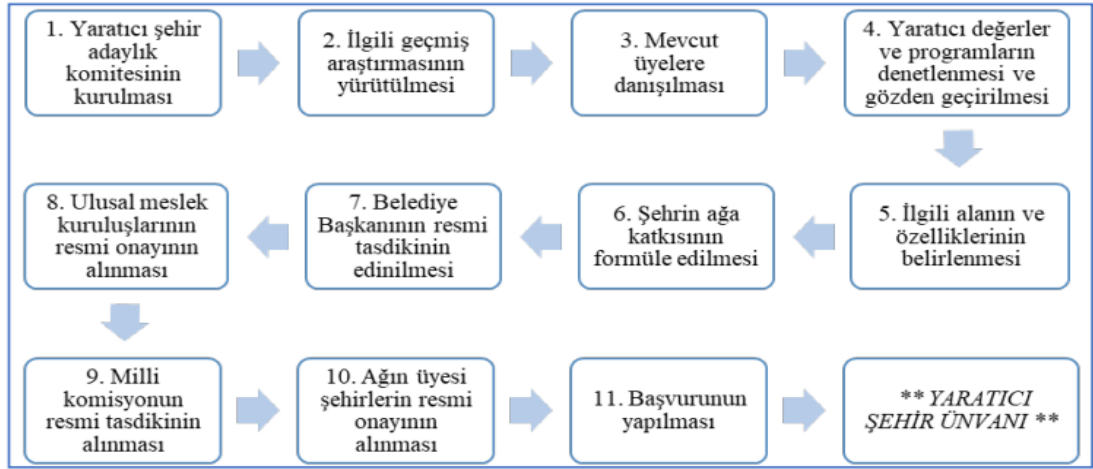 1. Yaratıcı şehir
adaylık
komitesinin
kurulması
2. İlgili geçmiş
araştırmasının
yürütülmesi
3. Mevcut
üyelere
danışılması
4. Yaratıcı değerler
ve programların
denetlenmesi ve
gözden geçirilmesi
5. İlgili alanın ve
özelliklerinin
belirlenmesi
6. Şehrin ağa
katkısının
formüle edilmesi
7. Belediye
Başkanının resmi
tasdikinin
edinilmesi
8. Ulusal meslek
kuruluşlarının
resmi onayının
alınması
9. Milli
komisyonun
resmi tasdikinin
alınması
10. Ağın üyesi
şehirlerin resmi
onayının
alınması
11. Başvurunun
yapılması
** YARATICI
ŞEHİR ÜNVANI **